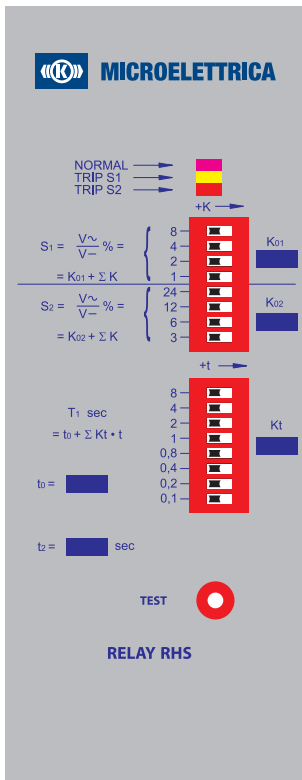 K MICROELETTRICA
NORMAL
TRIP S1
TRIP S2
+K
S1 = V~/V– % =
= K01 + Σ K
8
4
2
1
K01
S2 = V~/V– % =
= K02 + Σ K
24
12
6
3
K02
+t
T1 sec
= t0 + Σ Kt • t
8
4
2
1
0,8
0,4
0,2
0,1
Kt
t0 =
t2 = sec
TEST
RELAY RHS